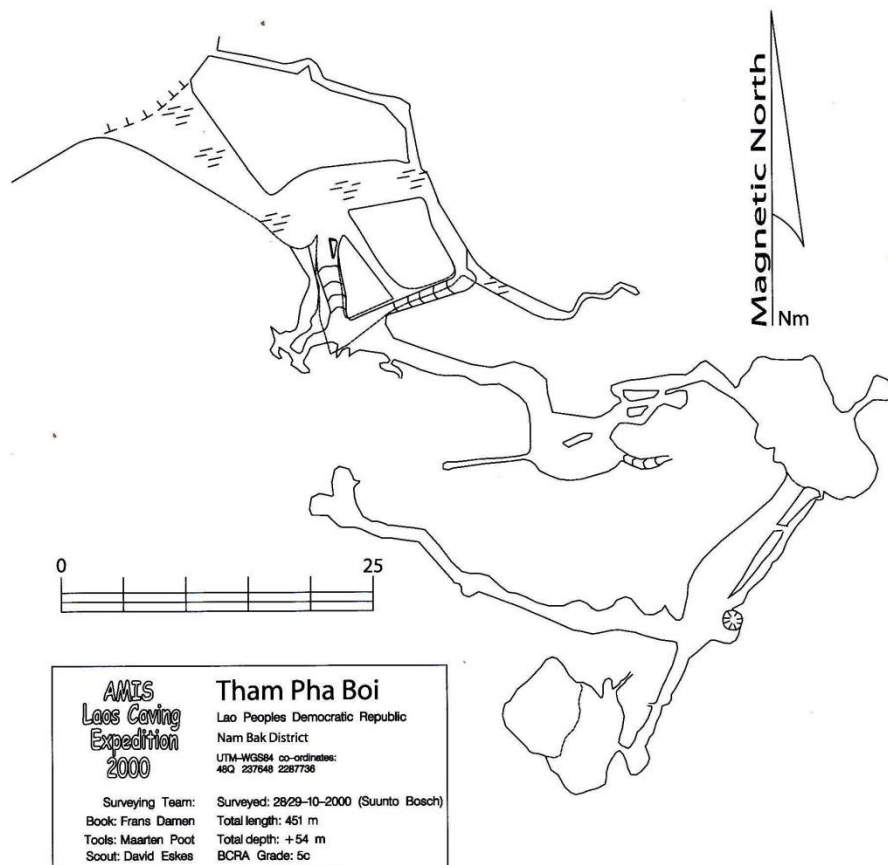 Magnetic North
Nm
0 25
AMIS
Laos Caving
Expedition
2000
Tham Pha Boi
Lao Peoples Democratic Republic
Nam Bak District
UTM-WGS84 co-ordinates:
48Q 237648 2287736
Surveying Team:
Book: Frans Damen
Tools: Maarten Poot
Scout: David Eskes
Surveyed: 28/29-10-2000 (Suunto Bosch)
Total length: 451 m
Total depth: +54 m
BCRA Grade: 5c